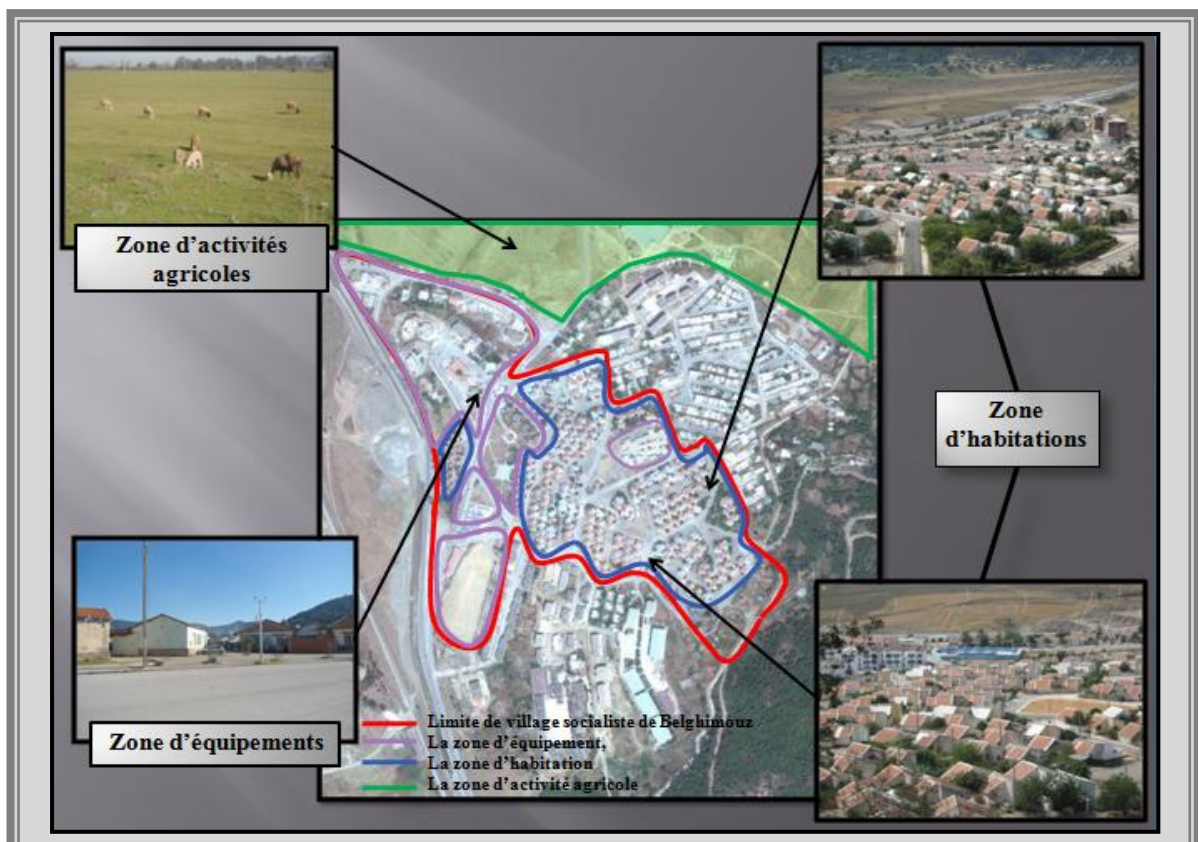 Zone d'activités
agricoles
Zone
d'habitations
Zone d'équipements
Limite de village socialiste de Belghimouz
La zone d'équipement,
La zone d'habitation
La zone d'activité agricole